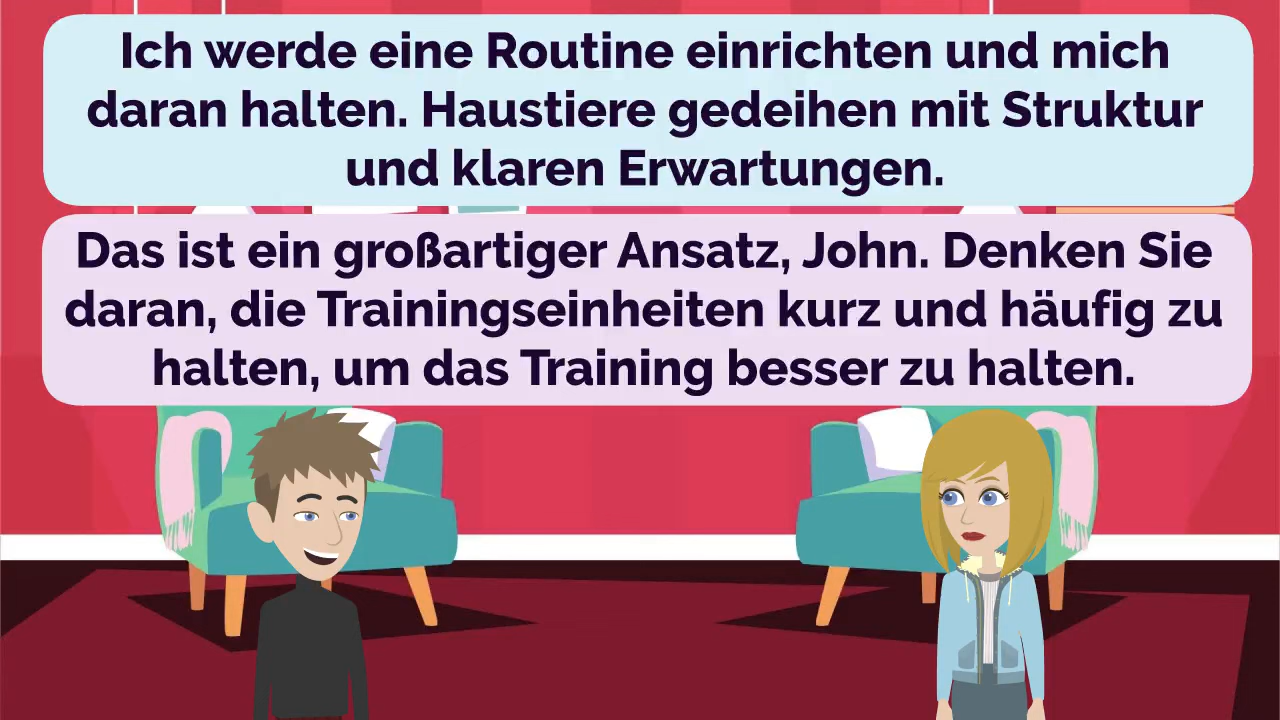 Ich werde eine Routine einrichten und mich
daran halten. Haustiere gedeihen mit Struktur
und klaren Erwartungen.
Das ist ein großartiger Ansatz, John. Denken Sie
daran, die Trainingseinheiten kurz und häufig zu
halten, um das Training besser zu halten.